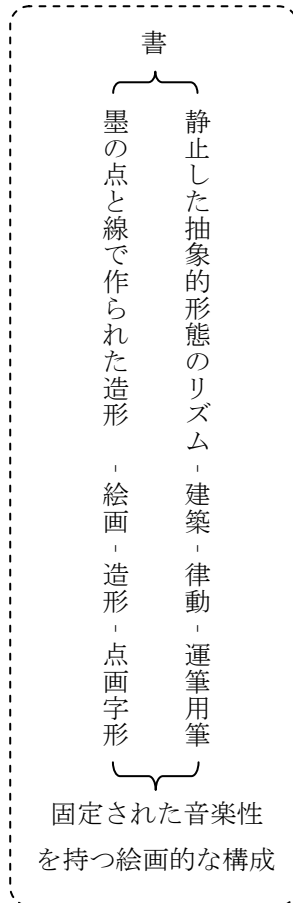 書
静止した抽象的形態のリズム - 建築 - 律動 - 運筆用筆
墨の点と線で作られた造形 - 絵画 - 造形 - 点画字形
固定された音楽性
を持つ絵画的な構成